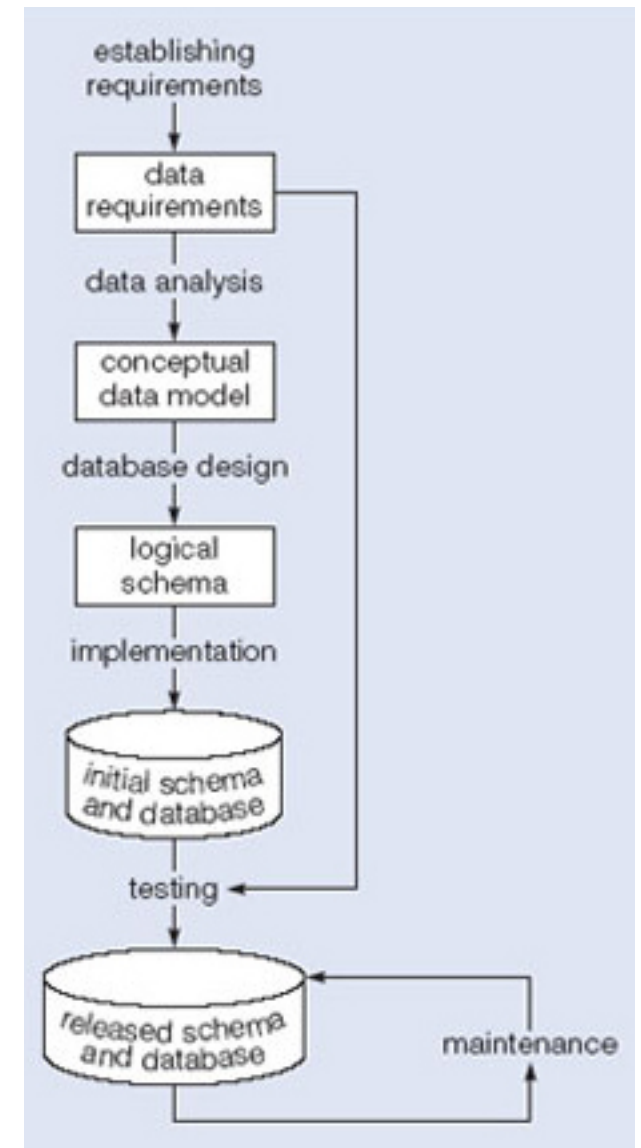 establishing
requirements
data
requirements
data analysis
conceptual
data model
database design
logical
schema
implementation
initial schema
and database
testing
released schema
and database
maintenance